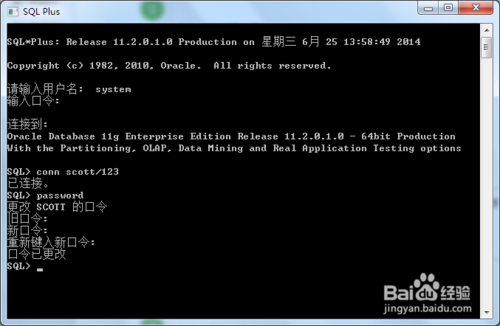 SQL Plus
SQL*Plus: Release 11.2.0.1.0 Production on 星期三 6月 25 13:58:49 2014
Copyright (c) 1982, 2010, Oracle.  All rights reserved.
请输入用户名:  system
输入口令:
连接到:
Oracle Database 11g Enterprise Edition Release 11.2.0.1.0 - 64bit Production
With the Partitioning, OLAP, Data Mining and Real Application Testing options
SQL> conn scott/123
已连接。
SQL> password
更改 SCOTT 的口令
旧口令:
新口令:
重新键入新口令:
口令已更改
SQL>
Baidu经验
jingyan.baidu.com